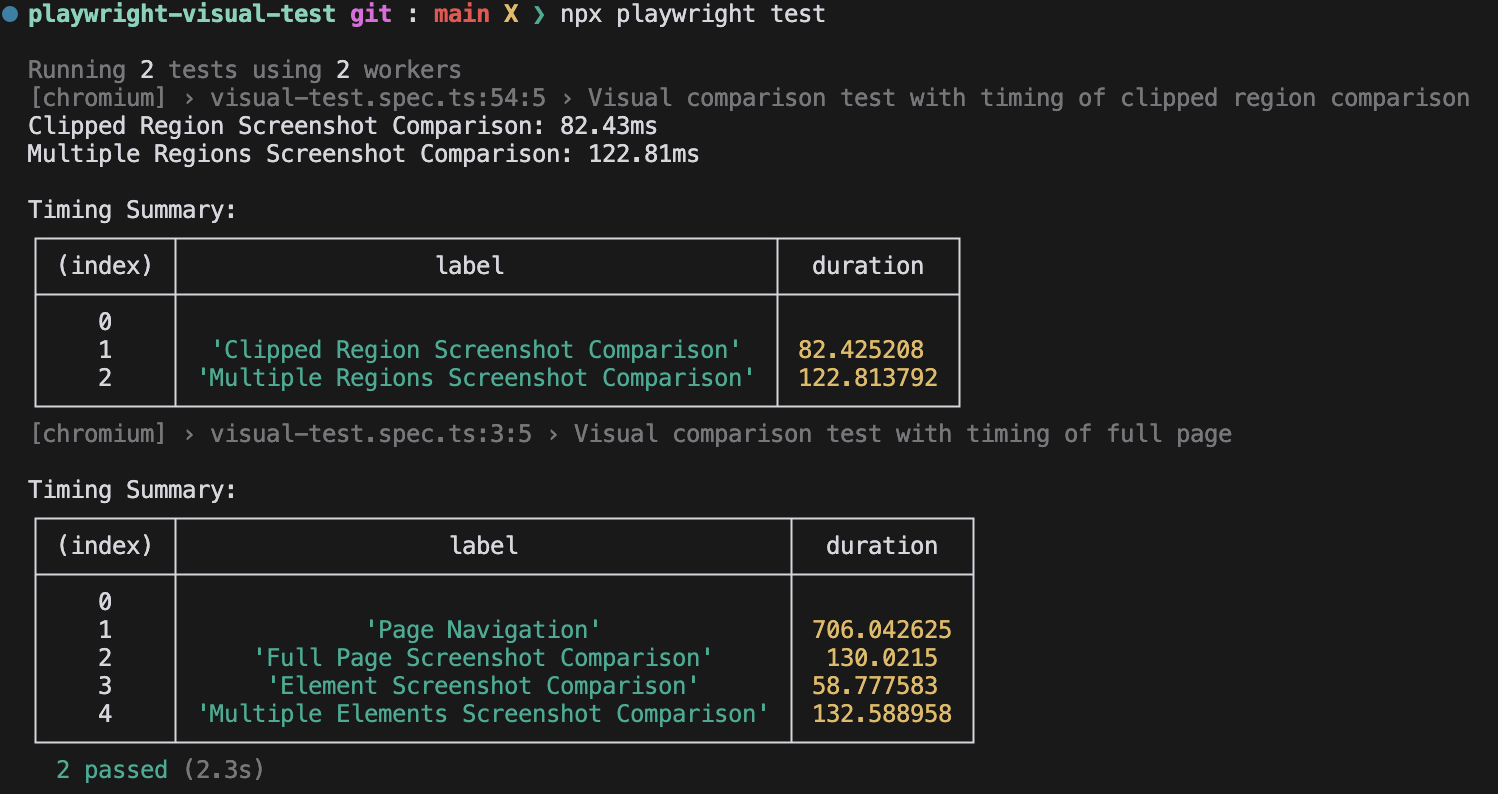 playwright-visual-test git : main X ❯ npx playwright test
Running 2 tests using 2 workers
[chromium] › visual-test.spec.ts:54:5 › Visual comparison test with timing of clipped region comparison
Clipped Region Screenshot Comparison: 82.43ms
Multiple Regions Screenshot Comparison: 122.81ms
Timing Summary:
(index) label duration
0
1 'Clipped Region Screenshot Comparison' 82.425208
2 'Multiple Regions Screenshot Comparison' 122.813792
[chromium] › visual-test.spec.ts:3:5 › Visual comparison test with timing of full page
Timing Summary:
(index) label duration
0
1 'Page Navigation' 706.042625
2 'Full Page Screenshot Comparison' 130.0215
3 'Element Screenshot Comparison' 58.777583
4 'Multiple Elements Screenshot Comparison' 132.588958
2 passed (2.3s)